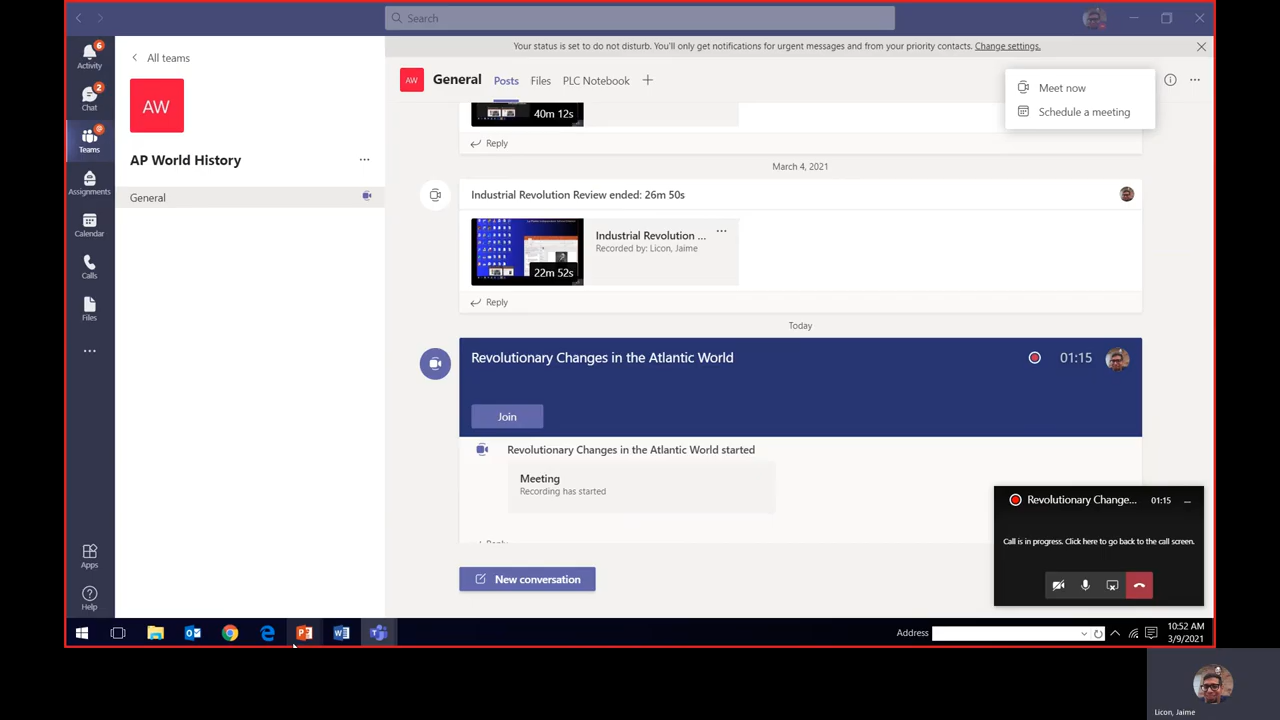 Search
Your status is set to do not disturb. You'll only get notifications for urgent messages and from your priority contacts. Change settings.
6
Activity
2
Chat
Teams
Assignments
Calendar
Calls
Files
Apps
Help
All teams
AW
AP World History
General
AW
General
Posts
Files
PLC Notebook
Meet now
Schedule a meeting
40m 12s
Reply
March 4, 2021
Industrial Revolution Review ended: 26m 50s
Industrial Revolution ...
Recorded by: Licon, Jaime
22m 52s
Reply
Today
Revolutionary Changes in the Atlantic World
01:15
Join
Revolutionary Changes in the Atlantic World started
Meeting
Recording has started
Reply
New conversation
Revolutionary Change...
01:15
Call is in progress. Click here to go back to the call screen.
Address
10:52 AM
3/9/2021
Licon, Jaime